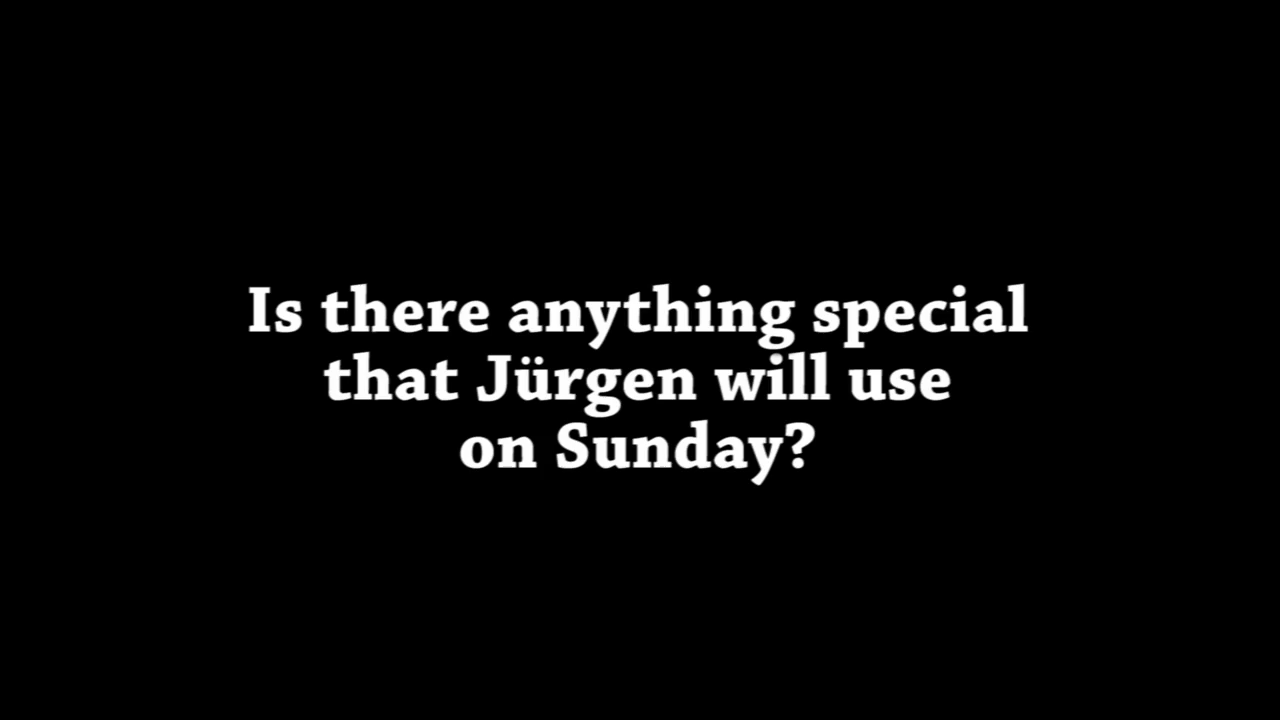 Is there anything special
that Jürgen will use
on Sunday?